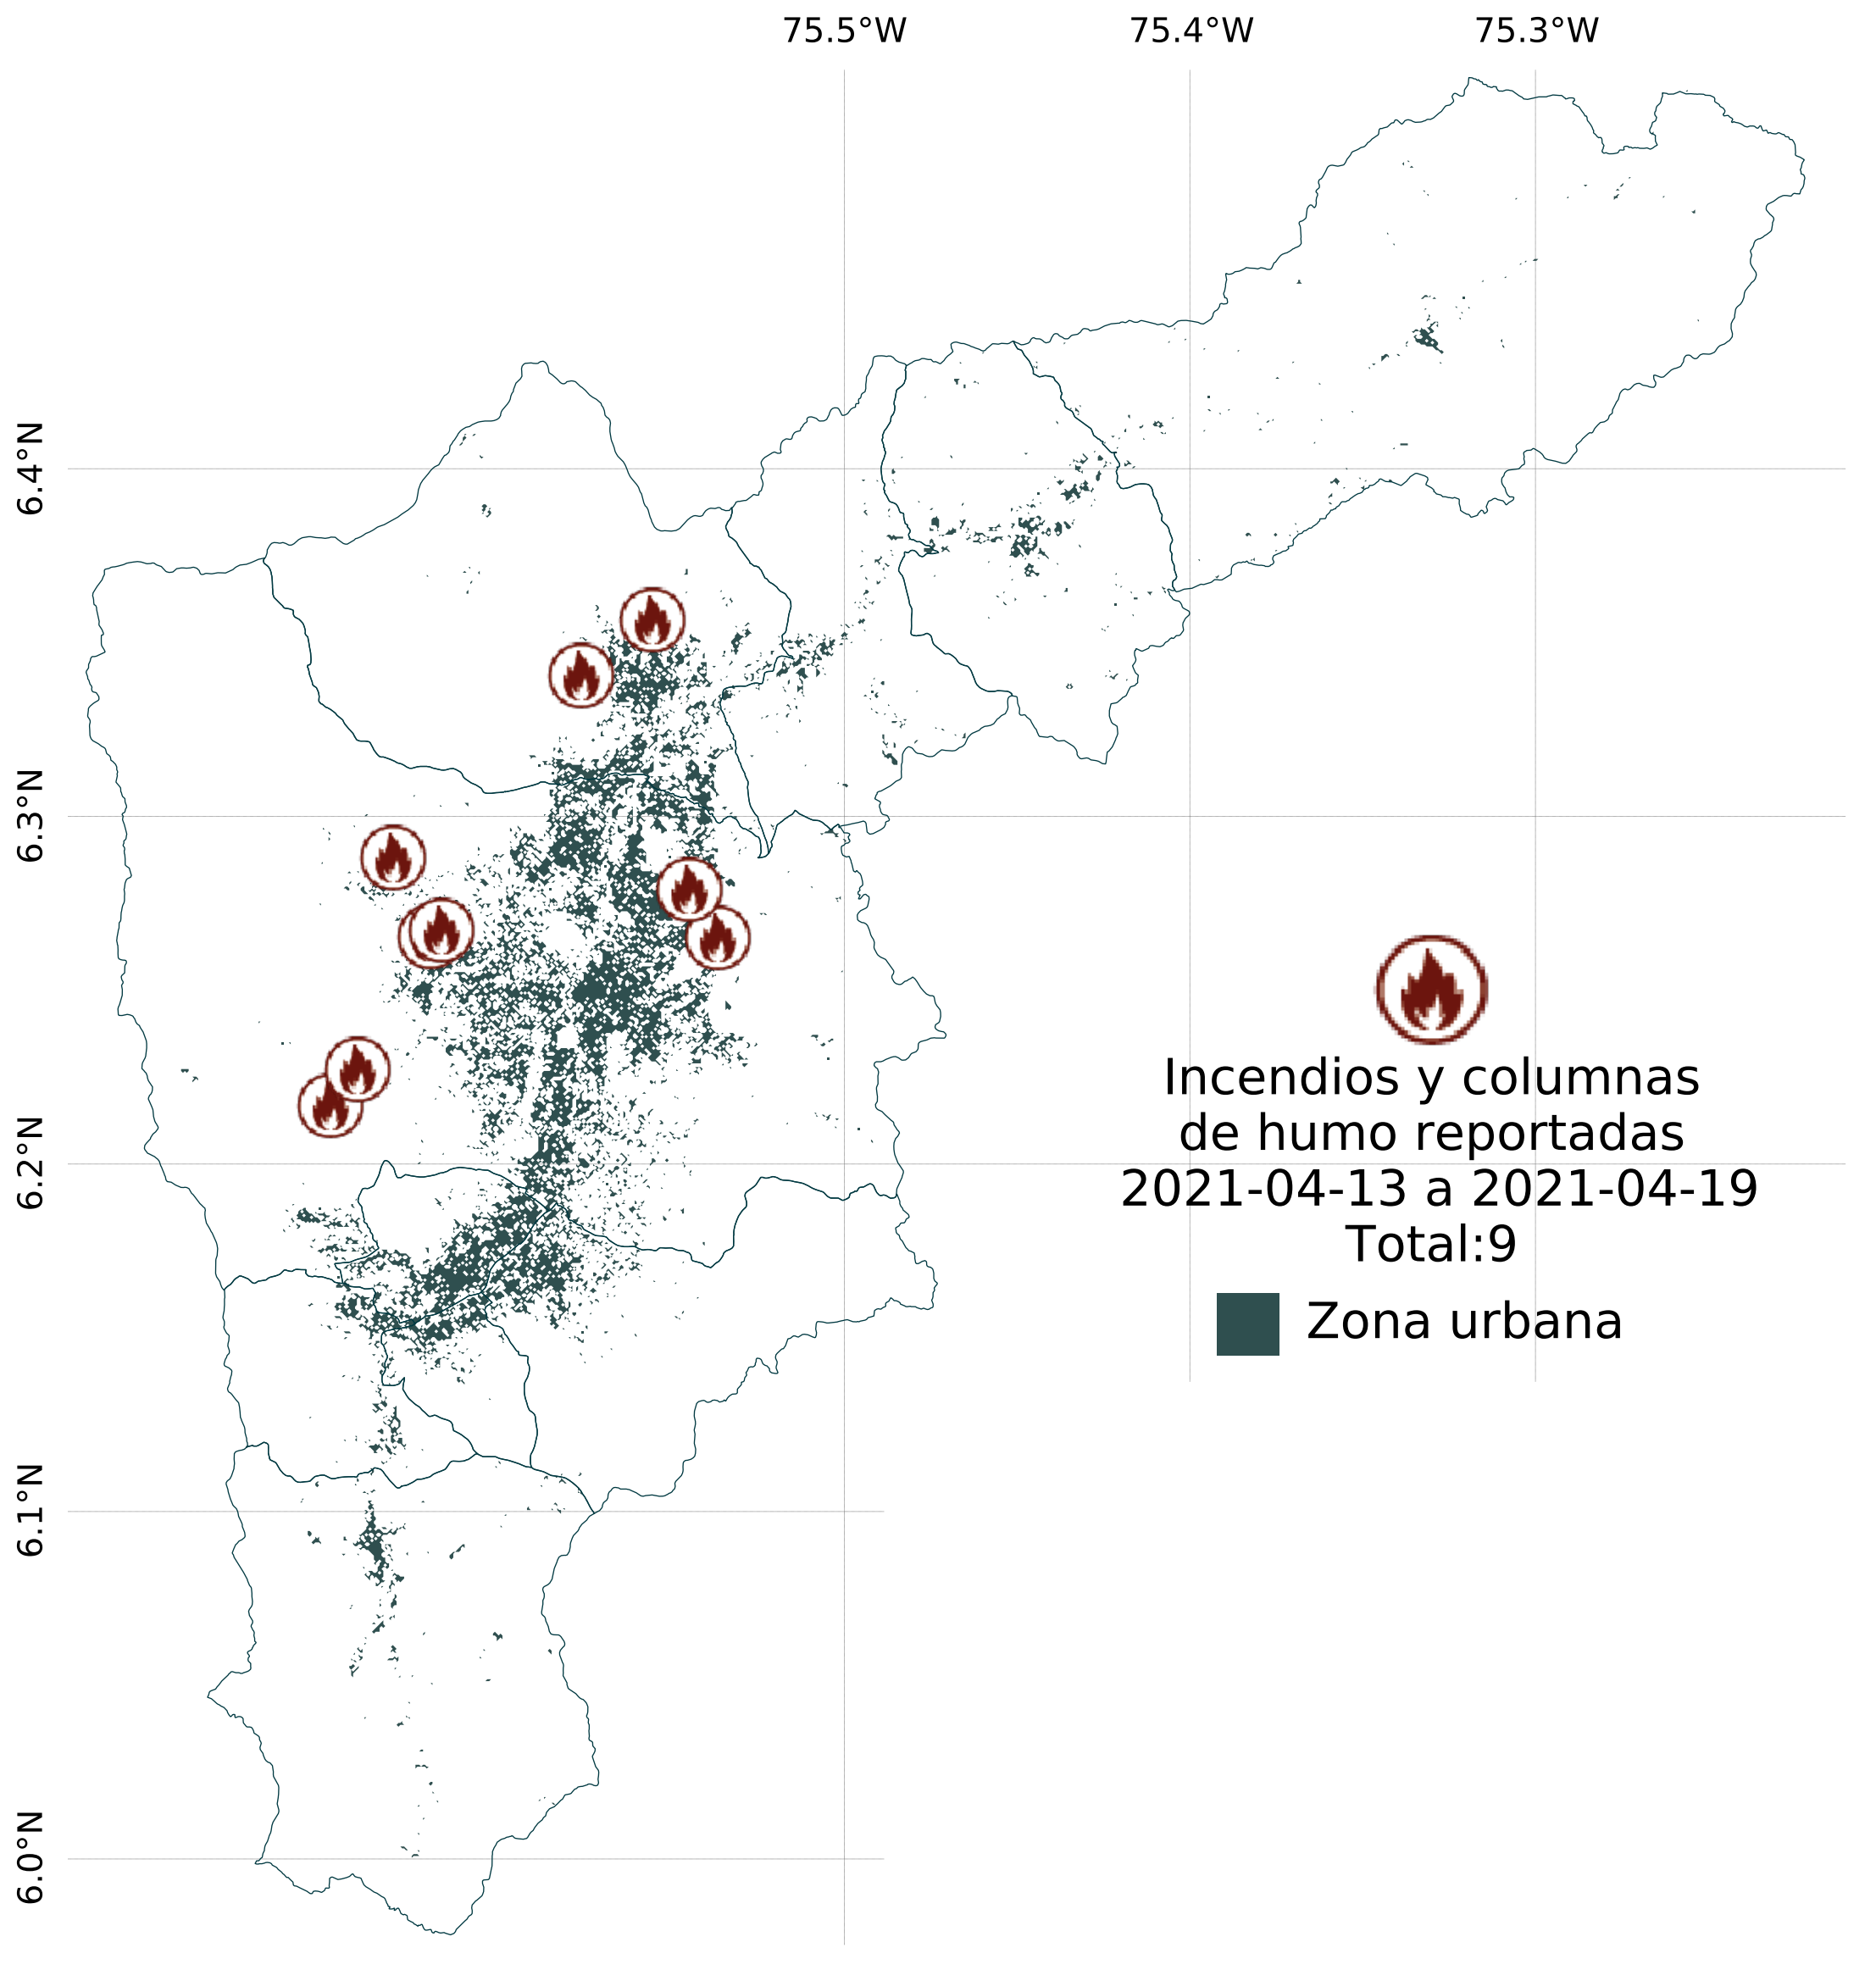 75.5°W 75.4°W 75.3°W
6.4°N
6.3°N
6.2°N
6.1°N
6.0°N
Incendios y columnas
de humo reportadas
2021-04-13 a 2021-04-19
Total:9
Zona urbana